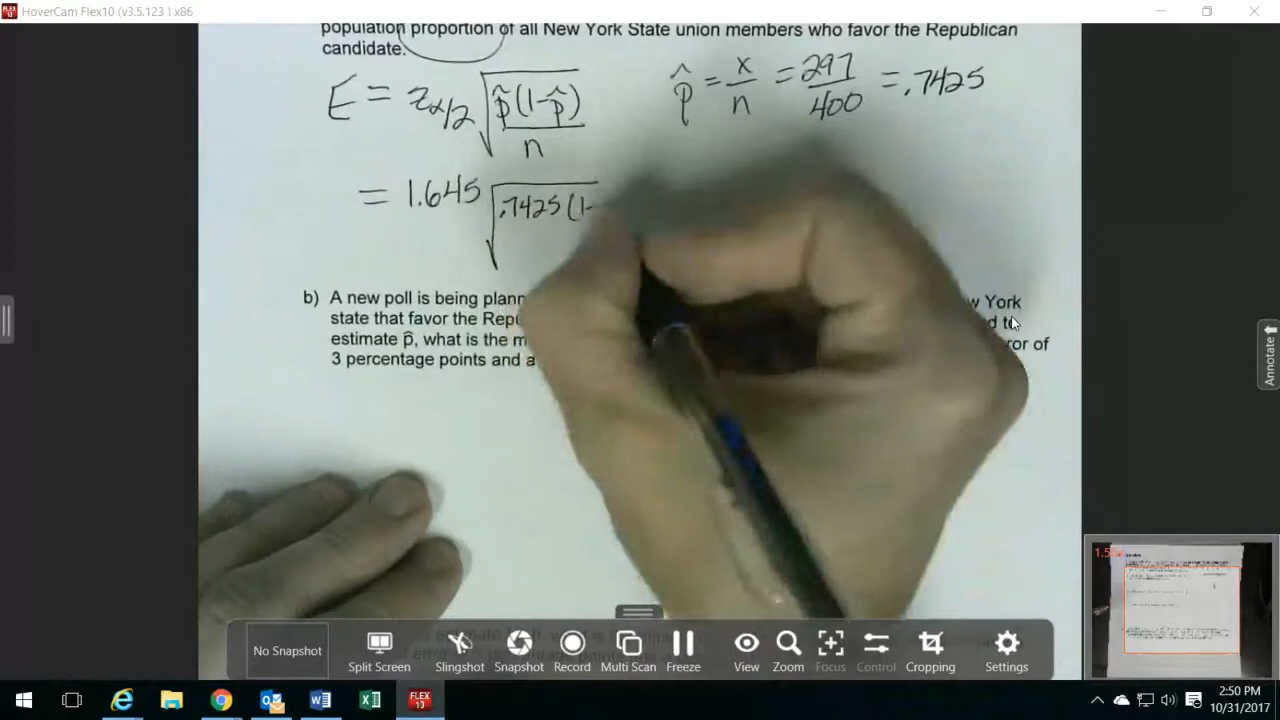 HoverCam Flex10 (v3.5.123 ) x86
population proportion of all New York State union members who favor the Republican
candidate.
E = z α/2 √ p̂(1-p̂) / n
p̂ = x/n = 297/400 = .7425
= 1.645 √ .7425(1-
b) A new poll is being plann w York
state that favor the Repu d to
estimate p̂, what is the m ror of
3 percentage points and a
Annotate
No Snapshot
Split Screen
Slingshot
Snapshot
Record
Multi Scan
Freeze
View
Zoom
Focus
Control
Cropping
Settings
2:50 PM
10/31/2017